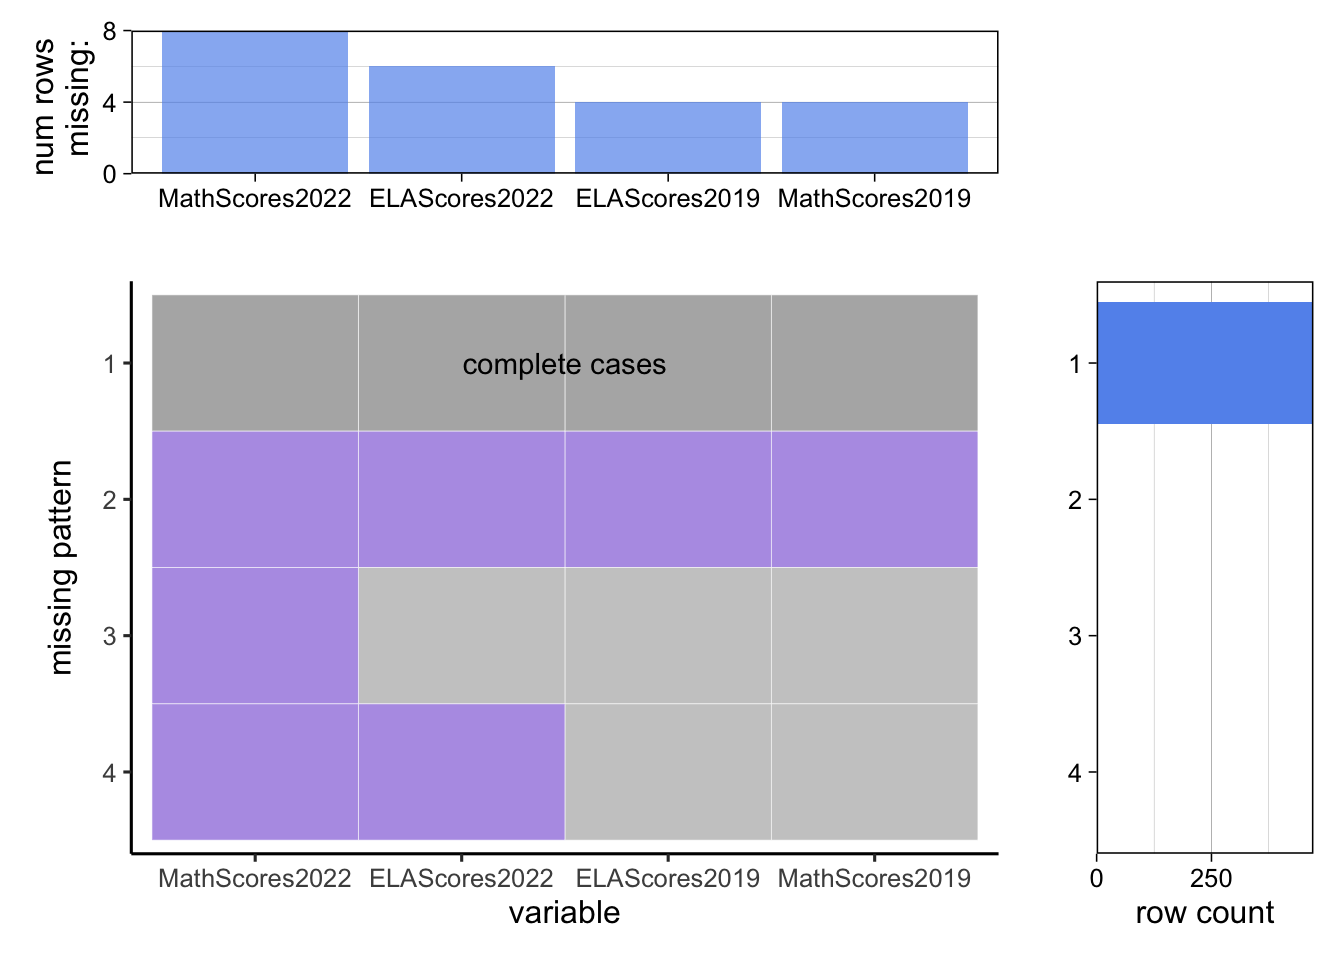 num rows
missing:
8
4
0
MathScores2022 ELAScores2022 ELAScores2019 MathScores2019
missing pattern
1
2
3
4
complete cases
MathScores2022 ELAScores2022 ELAScores2019 MathScores2019
variable
1
2
3
4
0 250
row count